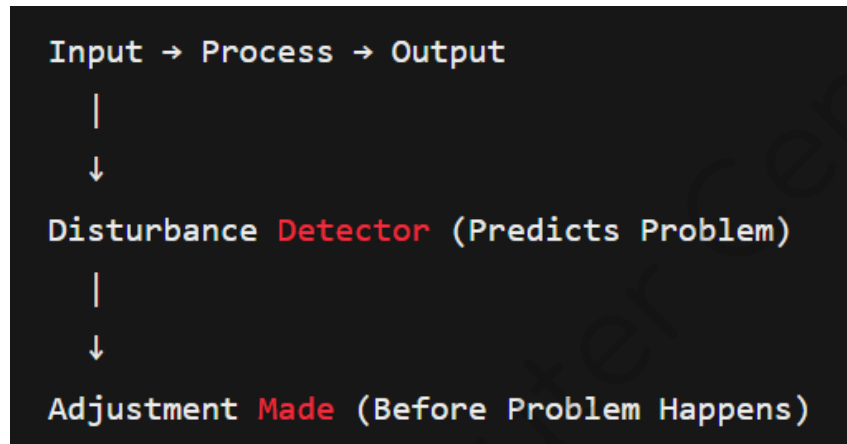 Input → Process → Output
|
↓
Disturbance Detector (Predicts Problem)
|
↓
Adjustment Made (Before Problem Happens)